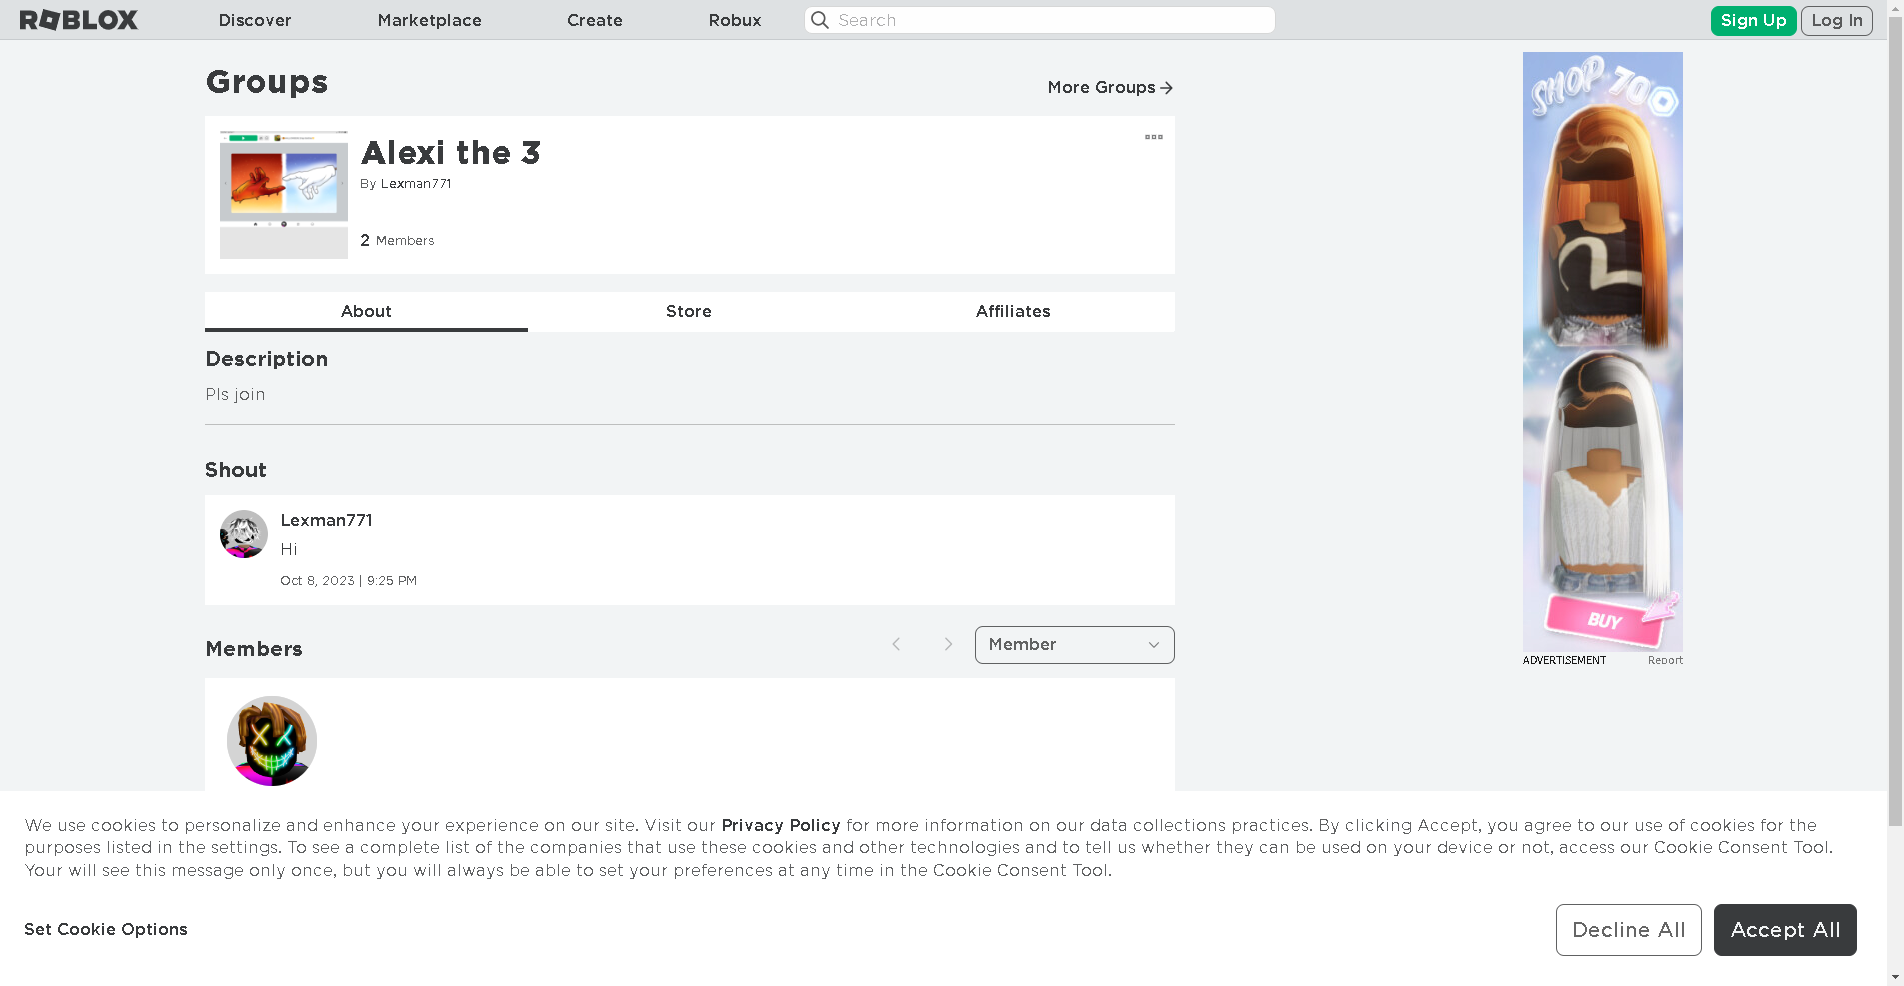 ROBLOX Discover Marketplace Create Robux Search Sign Up Log In
Groups
More Groups
Alexi the 3
By Lexman771
2 Members
About Store Affiliates
Description
Pls join
Shout
Lexman771
Hi
Oct 8, 2023 | 9:25 PM
Members
Member
SHOP 70
BUY
ADVERTISEMENT Report
We use cookies to personalize and enhance your experience on our site. Visit our Privacy Policy for more information on our data collections practices. By clicking Accept, you agree to our use of cookies for the
purposes listed in the settings. To see a complete list of the companies that use these cookies and other technologies and to tell us whether they can be used on your device or not, access our Cookie Consent Tool.
Your will see this message only once, but you will always be able to set your preferences at any time in the Cookie Consent Tool.
Set Cookie Options
Decline All Accept All